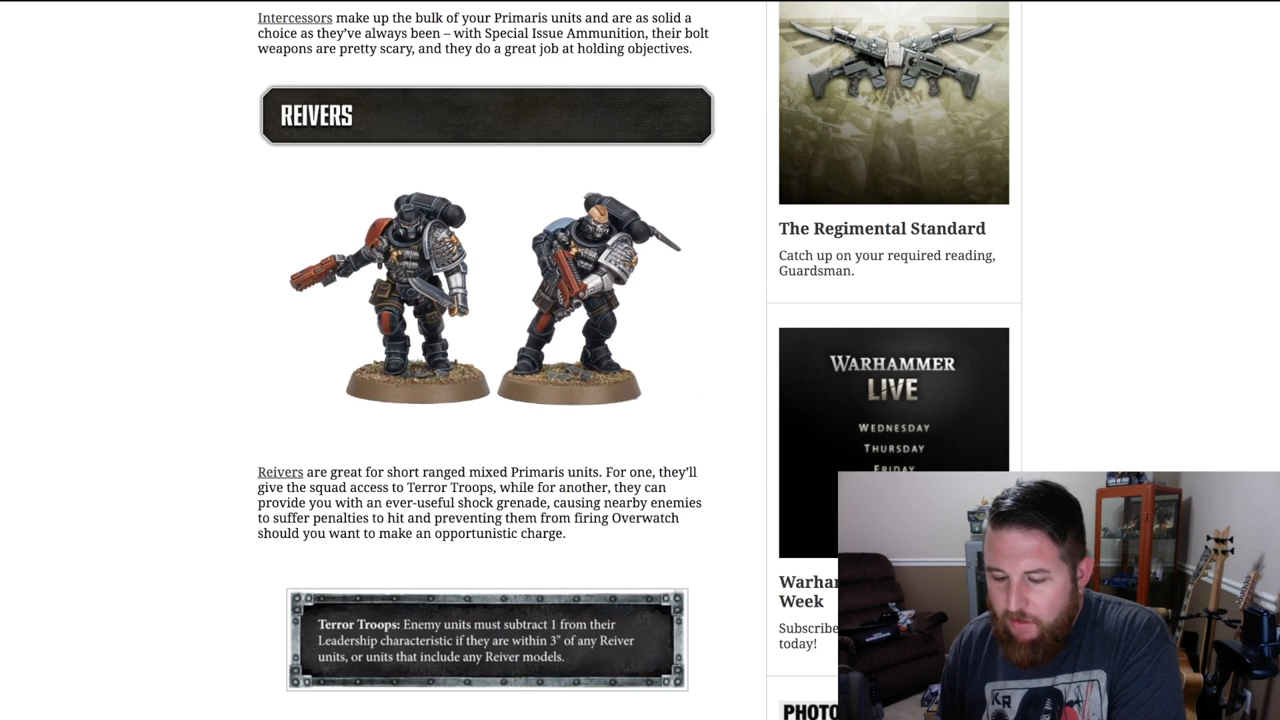 Intercessors make up the bulk of your Primaris units and are as solid a
choice as they've always been – with Special Issue Ammunition, their bolt
weapons are pretty scary, and they do a great job at holding objectives.
REIVERS
Reivers are great for short ranged mixed Primaris units. For one, they'll
give the squad access to Terror Troops, while for another, they can
provide you with an ever-useful shock grenade, causing nearby enemies
to suffer penalties to hit and preventing them from firing Overwatch
should you want to make an opportunistic charge.
Terror Troops: Enemy units must subtract 1 from their
Leadership characteristic if they are within 3" of any Reiver
units, or units that include any Reiver models.
The Regimental Standard
Catch up on your required reading,
Guardsman.
WARHAMMER
LIVE
WEDNESDAY
THURSDAY
FRIDAY
Warha
Week
Subscribe
today!
PHOTO
KR